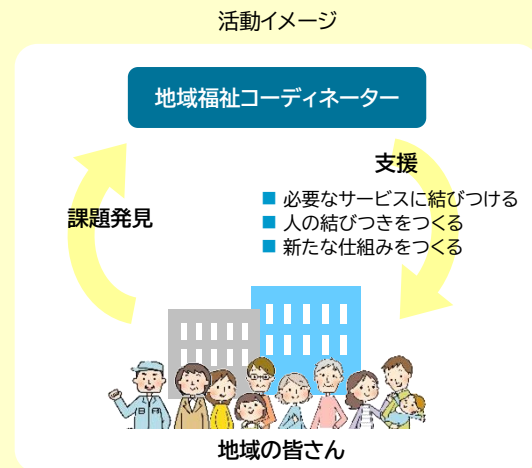 活動イメージ
地域福祉コーディネーター
支援
■ 必要なサービスに結びつける
■ 人の結びつきをつくる
■ 新たな仕組みをつくる
課題発見
地域の皆さん